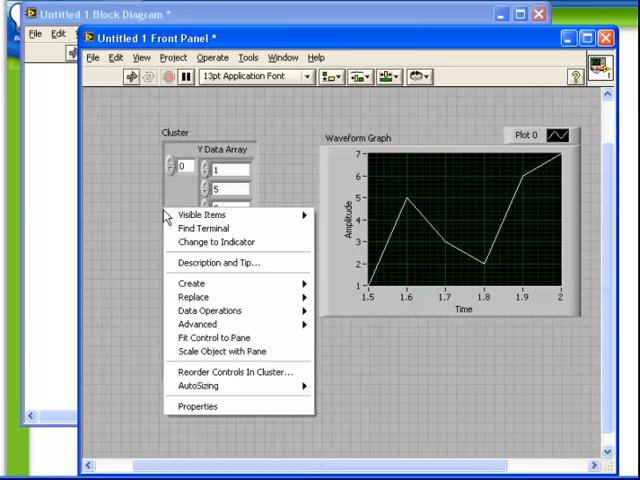 Untitled 1 Block Diagram *
File
Untitled 1 Front Panel *
File Edit View Project Operate Tools Window Help
13pt Application Font
?
1
Cluster
Y Data Array
0
1
5
Visible Items
Find Terminal
Change to Indicator
Description and Tip...
Create
Replace
Data Operations
Advanced
Fit Control to Pane
Scale Object with Pane
Reorder Controls In Cluster...
AutoSizing
Properties
Waveform Graph
Plot 0
Amplitude
7
6
5
4
3
2
1
1.5 1.6 1.7 1.8 1.9 2
Time